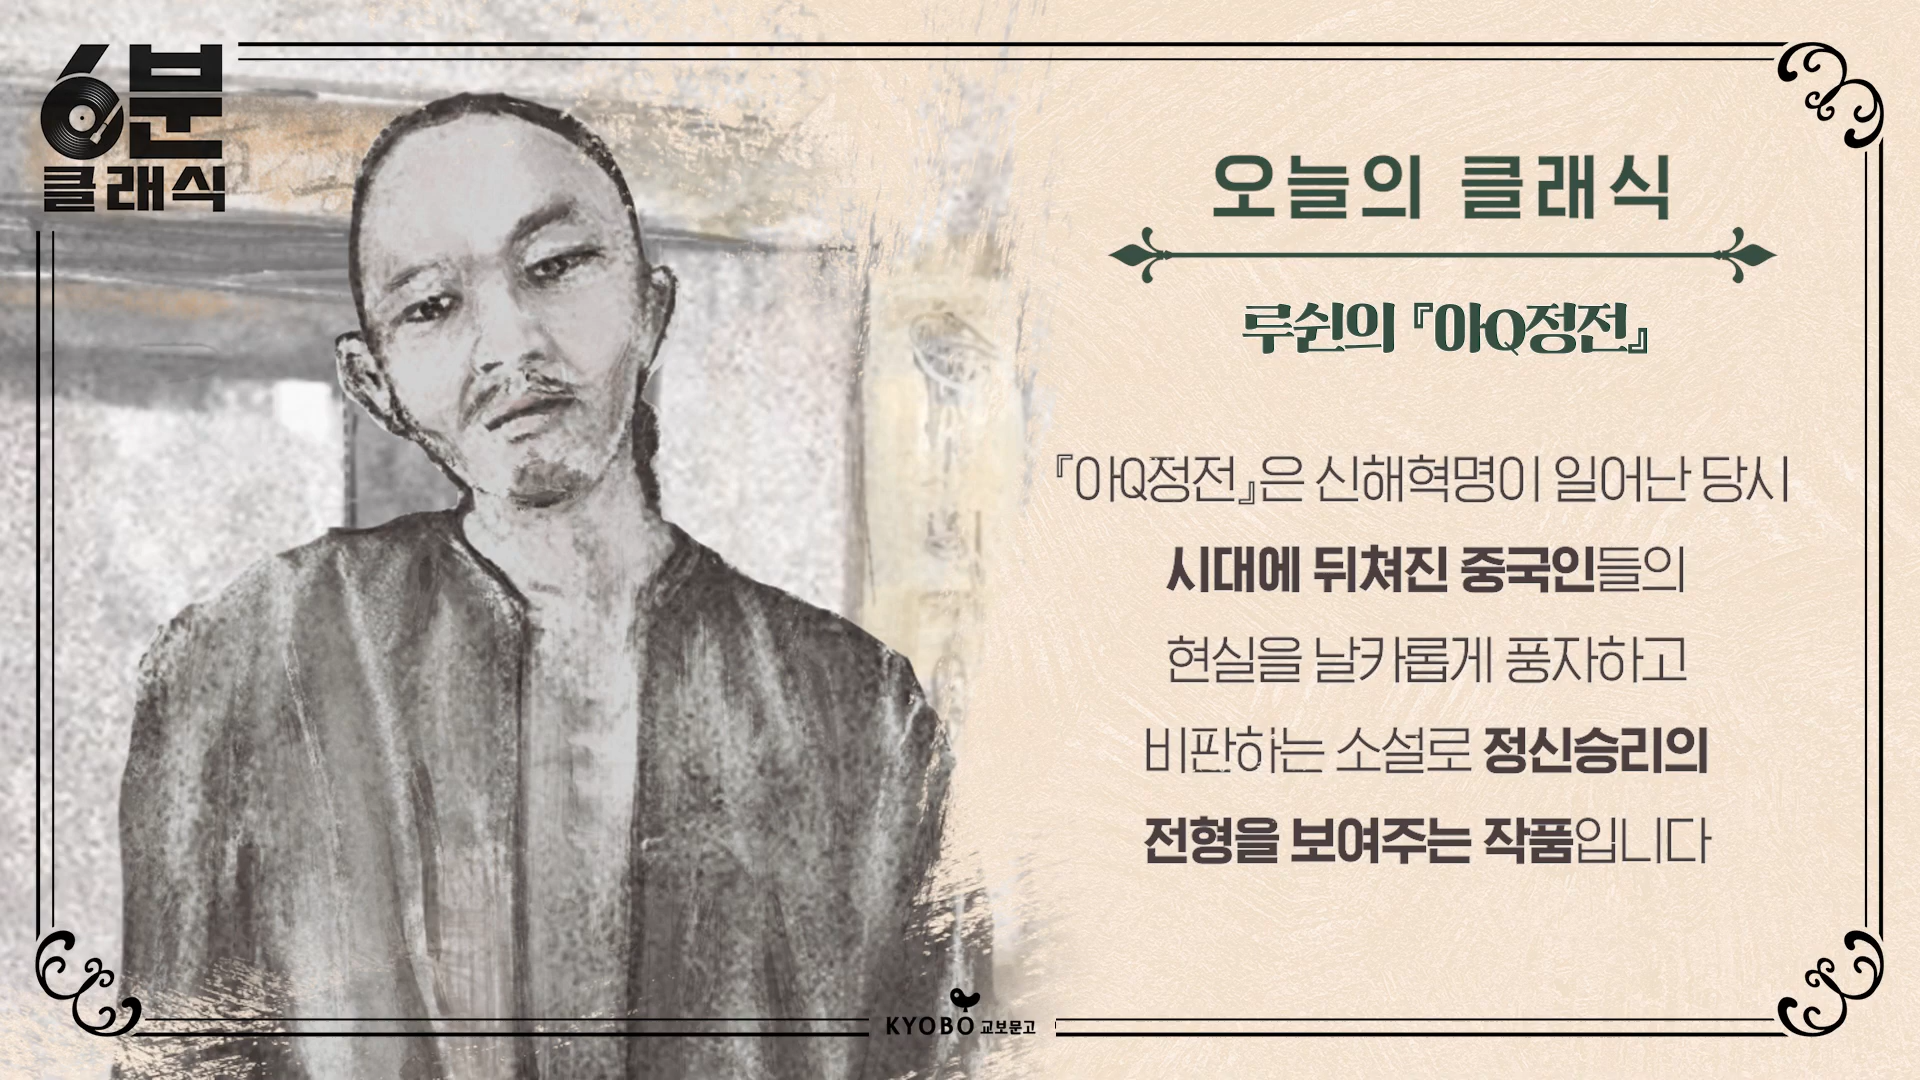 6분
클래식
오늘의 클래식
루쉰의 『아Q정전』
『아Q정전』은 신해혁명이 일어난 당시
시대에 뒤쳐진 중국인들의
현실을 날카롭게 풍자하고
비판하는 소설로 정신승리의
전형을 보여주는 작품입니다
KYOBO 교보문고